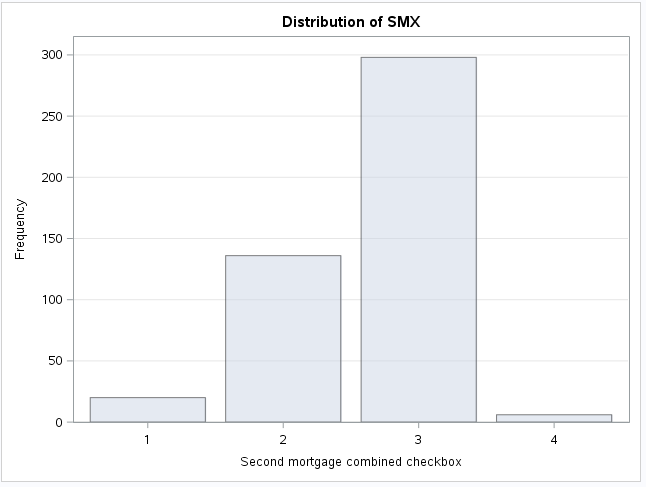 Distribution of SMX
300
250
200
150
100
50
0
Frequency
1 2 3 4
Second mortgage combined checkbox